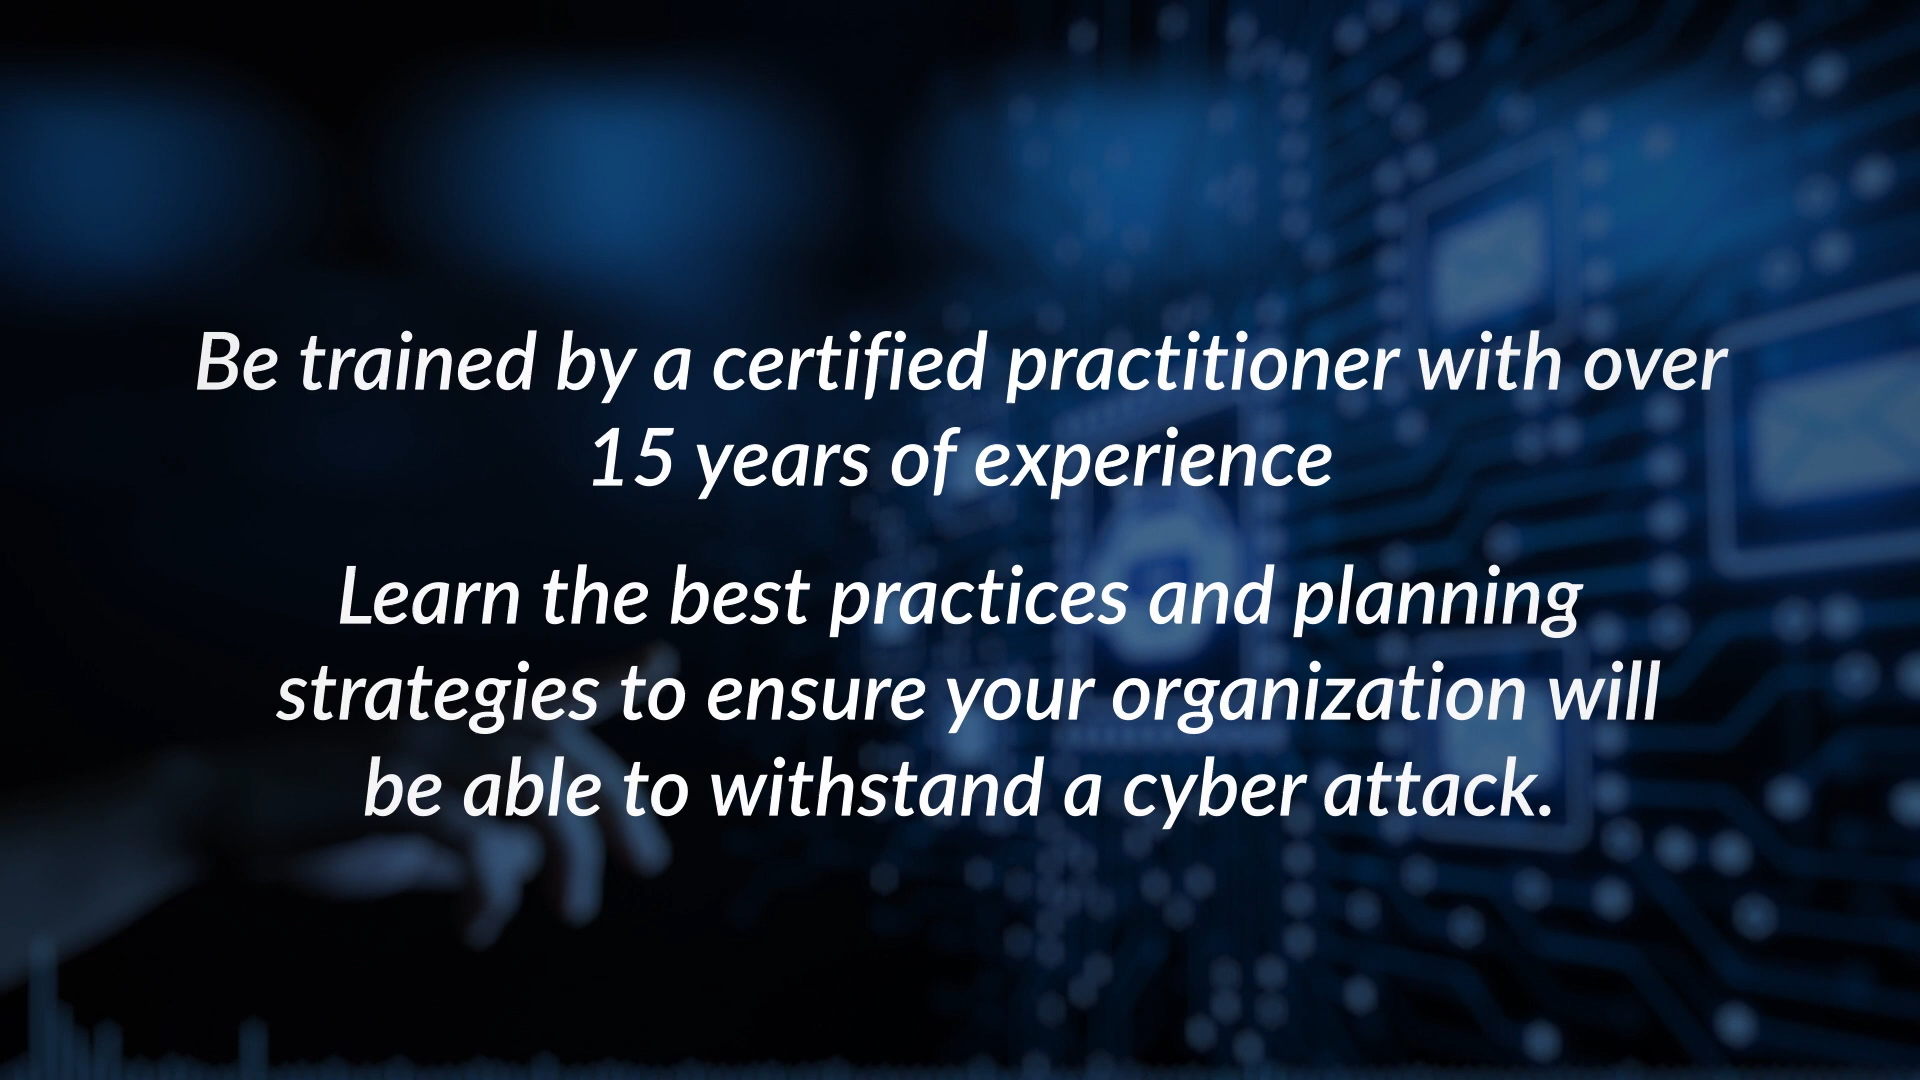 Be trained by a certified practitioner with over
15 years of experience
Learn the best practices and planning
strategies to ensure your organization will
be able to withstand a cyber attack.